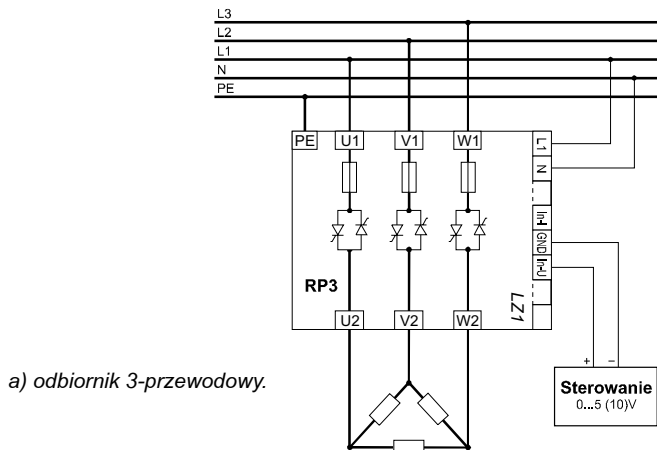 L3
L2
L1
N
PE
PE U1 V1 W1
L1
N
In-I
GND
In-U
RP3
LZ1
U2 V2 W2
+ −
Sterowanie
0...5 (10)V
a) odbiornik 3-przewodowy.